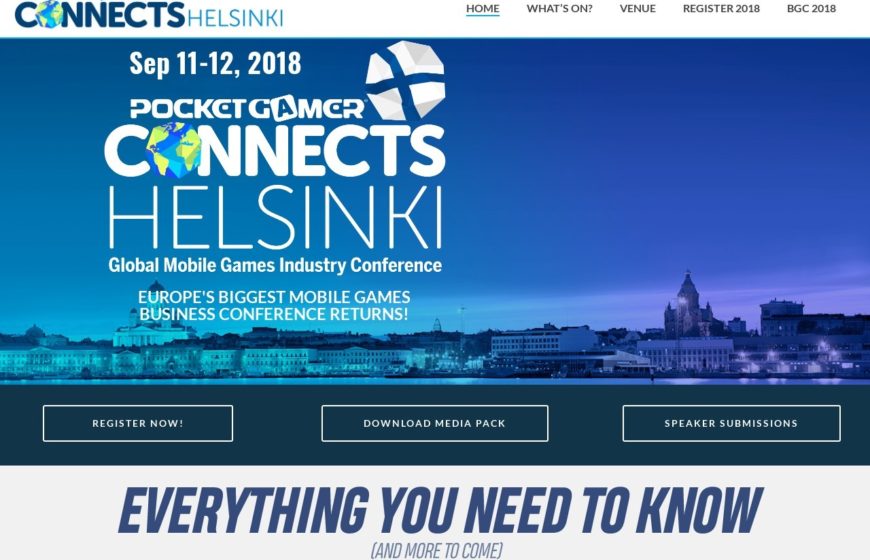 CONNECTS HELSINKI
HOME WHAT'S ON? VENUE REGISTER 2018 BGC 2018
Sep 11-12, 2018
POCKET GAMER
CONNECTS
HELSINKI
Global Mobile Games Industry Conference
EUROPE'S BIGGEST MOBILE GAMES
BUSINESS CONFERENCE RETURNS!
REGISTER NOW! DOWNLOAD MEDIA PACK SPEAKER SUBMISSIONS
EVERYTHING YOU NEED TO KNOW
(AND MORE TO COME)